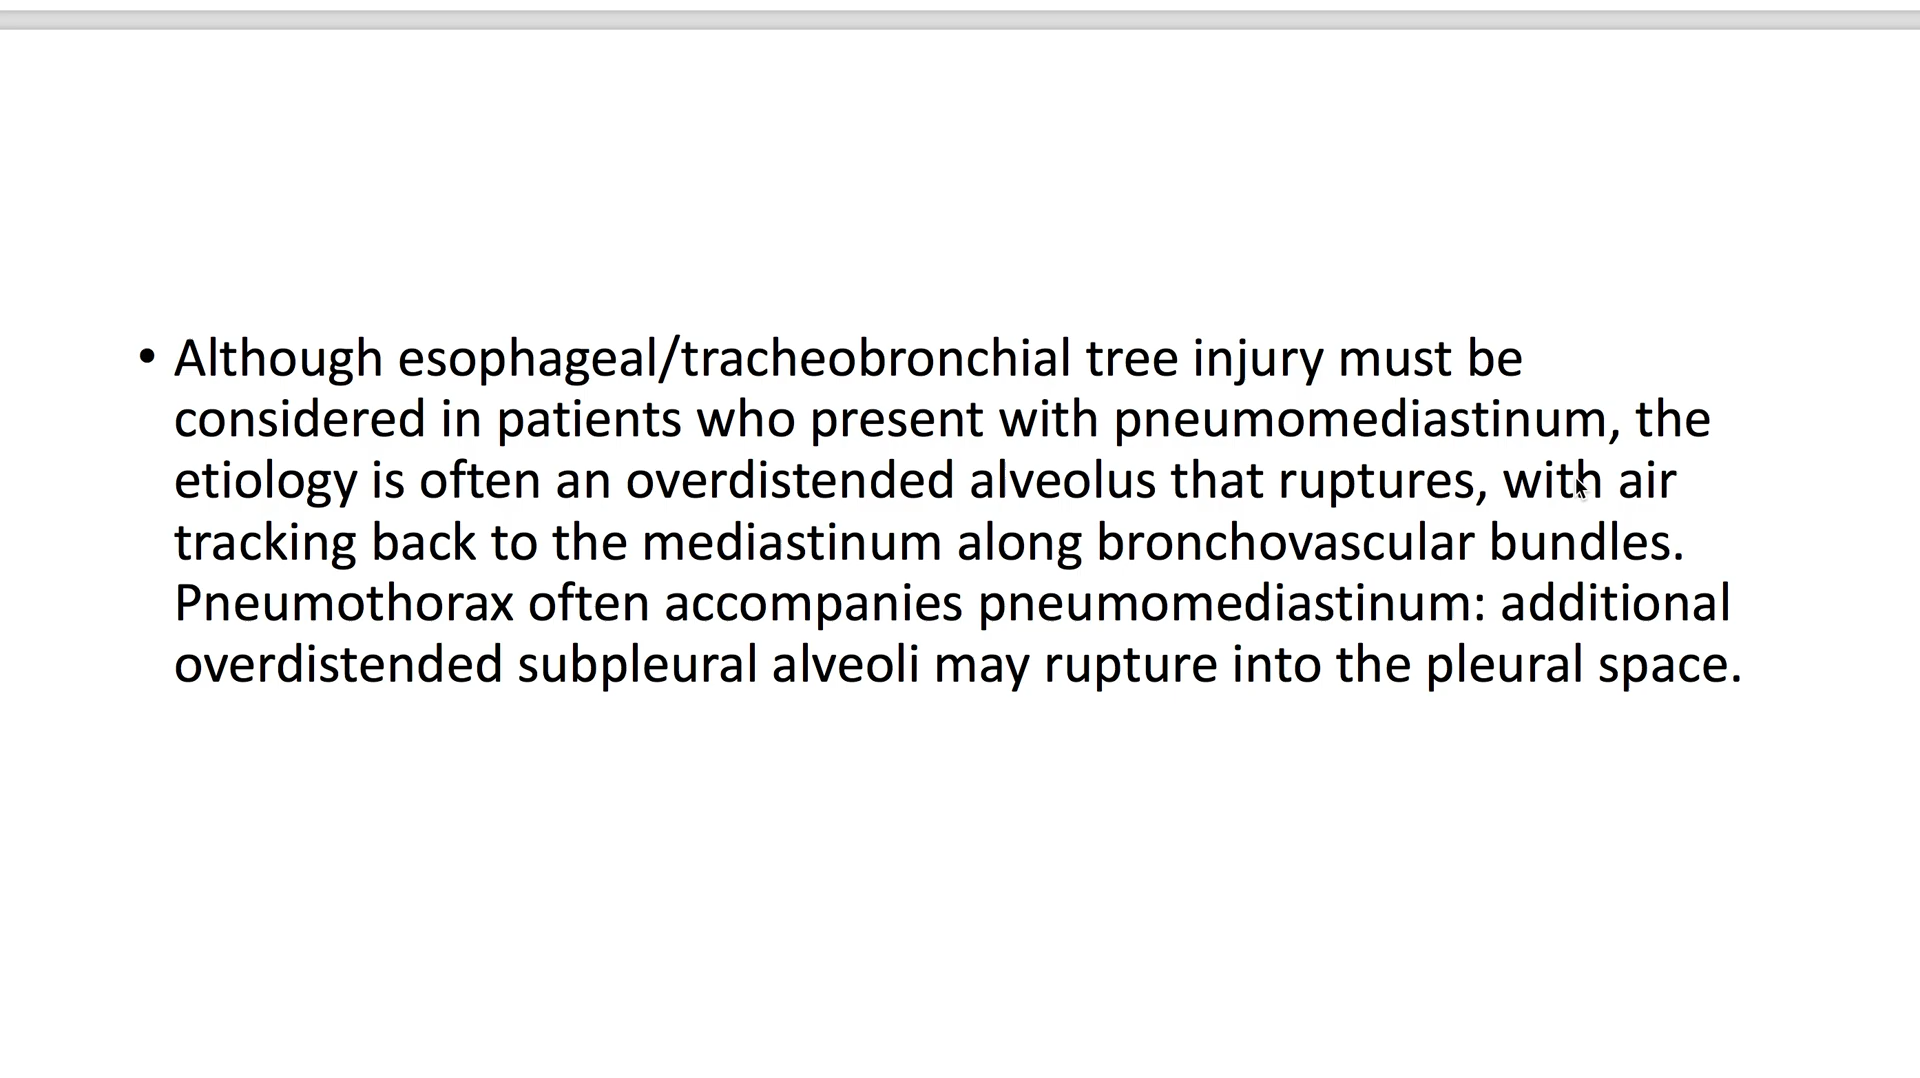 • Although esophageal/tracheobronchial tree injury must be
considered in patients who present with pneumomediastinum, the
etiology is often an overdistended alveolus that ruptures, with air
tracking back to the mediastinum along bronchovascular bundles.
Pneumothorax often accompanies pneumomediastinum: additional
overdistended subpleural alveoli may rupture into the pleural space.